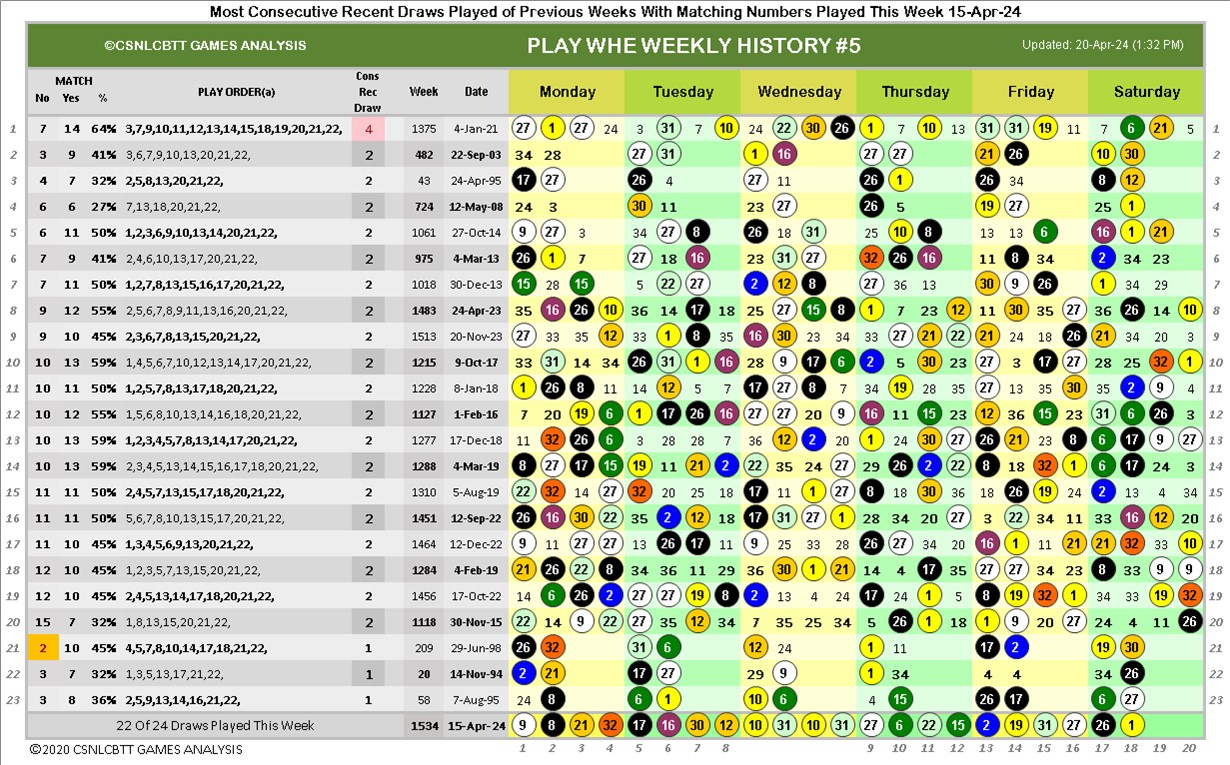 Most Consecutive Recent Draws Played of Previous Weeks With Matching Numbers Played This Week 15-Apr-24
©CSNLCBTT GAMES ANALYSIS PLAY WHE WEEKLY HISTORY #5 Updated: 20-Apr-24 (1:32 PM)
MATCH Cons
No Yes % PLAY ORDER(a) Rec Draw Week Date Monday Tuesday Wednesday Thursday Friday Saturday
1 7 14 64% 3,7,9,10,11,12,13,14,15,18,19,20,21,22, 4 1375 4-Jan-21 27 1 27 24 3 31 7 10 24 22 30 26 1 7 10 13 31 31 19 11 7 6 21 5 1
2 3 9 41% 3,6,7,9,10,13,20,21,22, 2 482 22-Sep-03 34 28 27 31 1 16 27 27 21 26 10 30 2
3 4 7 32% 2,5,8,13,20,21,22, 2 43 24-Apr-95 17 27 26 4 27 11 26 1 26 34 8 12 3
4 6 6 27% 7,13,18,20,21,22, 2 724 12-May-08 24 3 30 11 23 27 26 5 19 27 25 1 4
5 6 11 50% 1,2,3,6,9,10,13,14,20,21,22, 2 1061 27-Oct-14 9 27 3 34 27 8 26 18 31 25 10 8 13 13 6 16 1 21 5
6 7 9 41% 2,4,6,10,13,17,20,21,22, 2 975 4-Mar-13 26 1 7 27 18 16 23 31 27 32 26 16 11 8 34 2 34 23 6
7 7 11 50% 1,2,7,8,13,15,16,17,20,21,22, 2 1018 30-Dec-13 15 28 15 5 22 27 2 12 8 27 36 13 30 9 26 1 34 29 7
8 9 12 55% 2,5,6,7,8,9,11,13,16,20,21,22, 2 1483 24-Apr-23 35 16 26 10 36 14 17 18 25 27 15 8 1 7 23 12 11 30 35 27 36 26 14 10 8
9 9 10 45% 2,3,6,7,8,13,15,20,21,22, 2 1513 20-Nov-23 27 33 35 12 33 1 8 35 16 30 23 34 33 27 21 22 21 24 18 26 21 34 20 3 9
10 10 13 59% 1,4,5,6,7,10,12,13,14,17,20,21,22, 2 1215 9-Oct-17 33 31 14 34 26 31 1 16 28 9 17 6 2 5 30 23 27 3 17 27 28 25 32 1 10
11 10 11 50% 1,2,5,7,8,13,17,18,20,21,22, 2 1228 8-Jan-18 1 26 8 11 14 12 5 7 17 27 8 7 34 19 28 35 27 13 35 30 35 2 9 4 11
12 10 12 55% 1,5,6,8,10,13,14,16,18,20,21,22, 2 1127 1-Feb-16 7 20 19 6 1 17 26 16 27 27 20 9 16 11 15 23 12 36 15 23 31 6 26 3 12
13 10 13 59% 1,2,3,4,5,7,8,13,14,17,20,21,22, 2 1277 17-Dec-18 11 32 26 6 3 28 28 7 36 12 2 20 1 24 30 27 26 21 23 8 6 17 9 27 13
14 10 13 59% 2,3,4,5,13,14,15,16,17,18,20,21,22, 2 1288 4-Mar-19 8 27 17 15 19 11 21 2 22 35 24 27 29 26 2 22 8 18 32 1 6 17 24 3 14
15 11 11 50% 2,4,5,7,13,15,17,18,20,21,22, 2 1310 5-Aug-19 22 32 14 27 32 20 25 18 17 11 1 27 8 18 30 36 18 26 19 24 2 13 4 34 15
16 11 11 50% 5,6,7,8,10,13,15,17,20,21,22 2 1451 12-Sep-22 26 16 30 22 35 2 12 18 17 31 27 1 28 34 20 27 3 22 34 11 33 16 12 20 16
17 11 10 45% 1,3,4,5,6,9,13,20,21,22, 2 1464 12-Dec-22 9 11 27 27 13 26 17 11 9 25 33 28 26 27 34 20 16 1 11 21 21 32 33 10 17
18 12 10 45% 1,2,3,5,7,13,15,20,21,22, 2 1284 4-Feb-19 21 26 22 8 34 36 11 29 36 30 1 21 14 4 17 35 27 27 34 23 8 33 9 9 18
19 12 10 45% 2,4,5,13,14,17,18,20,21,22, 2 1456 17-Oct-22 14 6 26 2 27 27 19 8 2 13 4 24 17 24 1 5 8 19 32 1 34 33 19 32 19
20 15 7 32% 1,8,13,15,20,21,22, 2 1118 30-Nov-15 22 14 9 22 27 35 12 34 7 35 25 34 5 26 1 18 1 9 20 27 24 4 11 26 20
21 2 10 45% 4,5,7,8,10,14,17,18,21,22, 1 209 29-Jun-98 26 32 31 6 12 24 1 11 17 2 19 30 21
22 3 7 32% 1,3,5,13,17,21,22, 1 20 14-Nov-94 2 21 17 27 29 9 1 34 4 4 34 26 22
23 3 8 36% 2,5,9,13,14,16,21,22, 1 58 7-Aug-95 24 8 6 1 10 6 4 15 26 17 6 27 23
22 Of 24 Draws Played This Week 1534 15-Apr-24 9 8 21 32 17 16 30 12 10 31 10 31 27 6 22 15 2 19 31 27 26 1
©2020 CSNLCBTT GAMES ANALYSIS 1 2 3 4 5 6 7 8 9 10 11 12 13 14 15 16 17 18 19 20